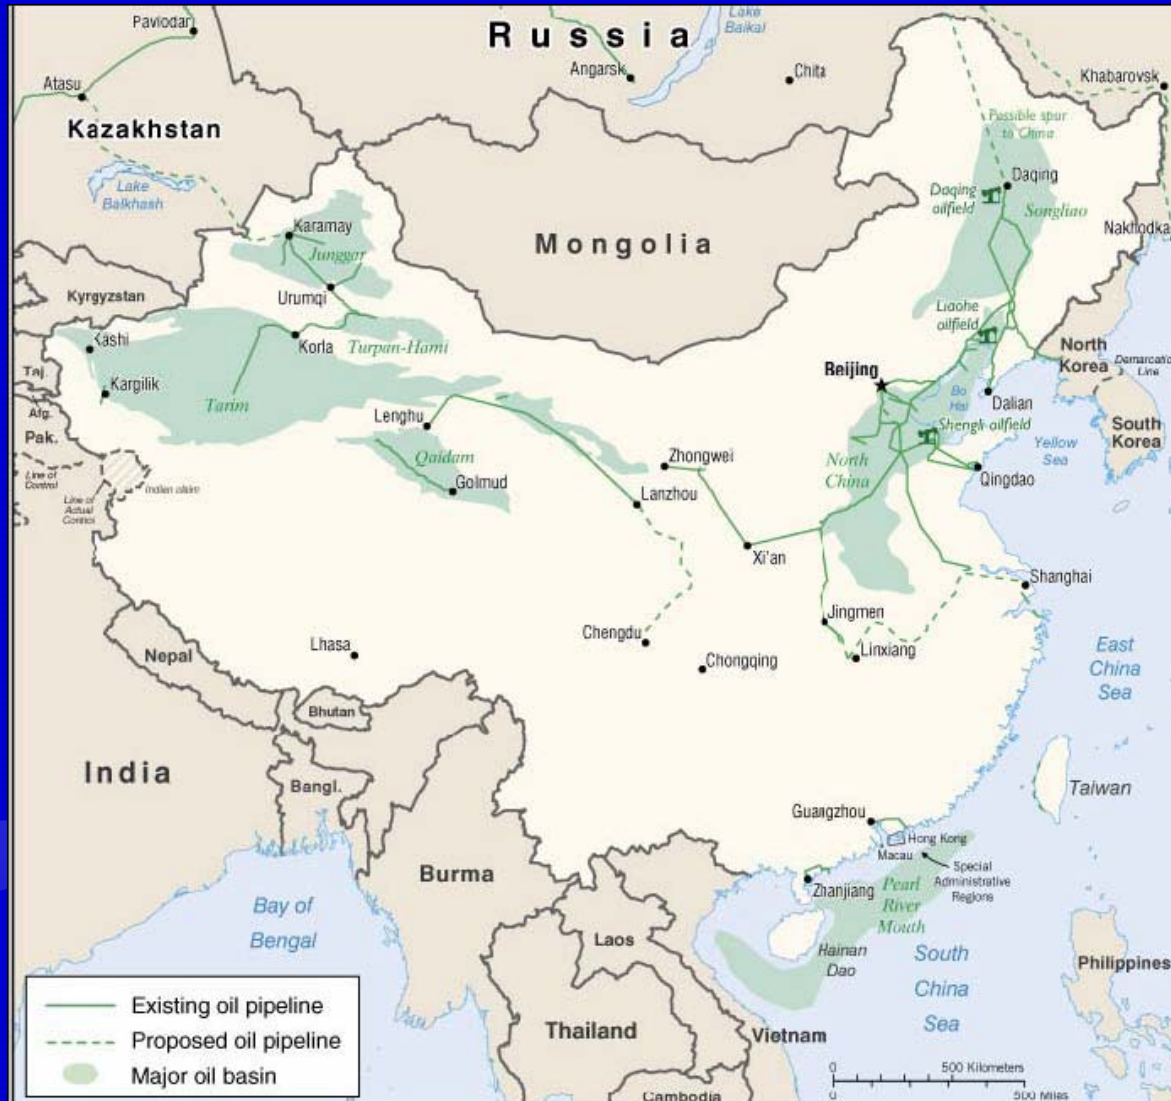 Russia
Lake
Baikal
Pavlodar
Angarsk
Chita
Khabarovsk
Atasu
Kazakhstan
Possible spur
to China
Lake
Balkhash
Daqing
Daqing
oilfield
Songliao
Karamay
Nakhodka
Junggar
Mongolia
Kyrgyzstan
Urumqi
Liaohe
oilfield
Kashi
Korla
Turpan-Hami
North
Korea
Demarcation
Line
Taj.
Beijing
Kargilik
Tarim
Bo
Hai
Dalian
Afg.
Lenghu
Shengli oilfield
South
Korea
Pak.
Qaidam
Zhongwei
North
China
Yellow
Sea
Line of
Control
Golmud
Qingdao
Indian claim
Line of
Actual
Control
Lanzhou
Xi'an
Shanghai
Jingmen
Chengdu
Linxiang
Lhasa
Nepal
Chongqing
East
China
Sea
Bhutan
India
Bangl.
Taiwan
Guangzhou
Hong Kong
Macau
Special
Administrative
Regions
Burma
Zhanjiang
Pearl
River
Mouth
Bay of
Bengal
Laos
Hainan
Dao
South
China
Sea
Philippines
Existing oil pipeline
Proposed oil pipeline
Major oil basin
Thailand
Vietnam
0 500 Kilometers
0 500 Miles
Cambodia